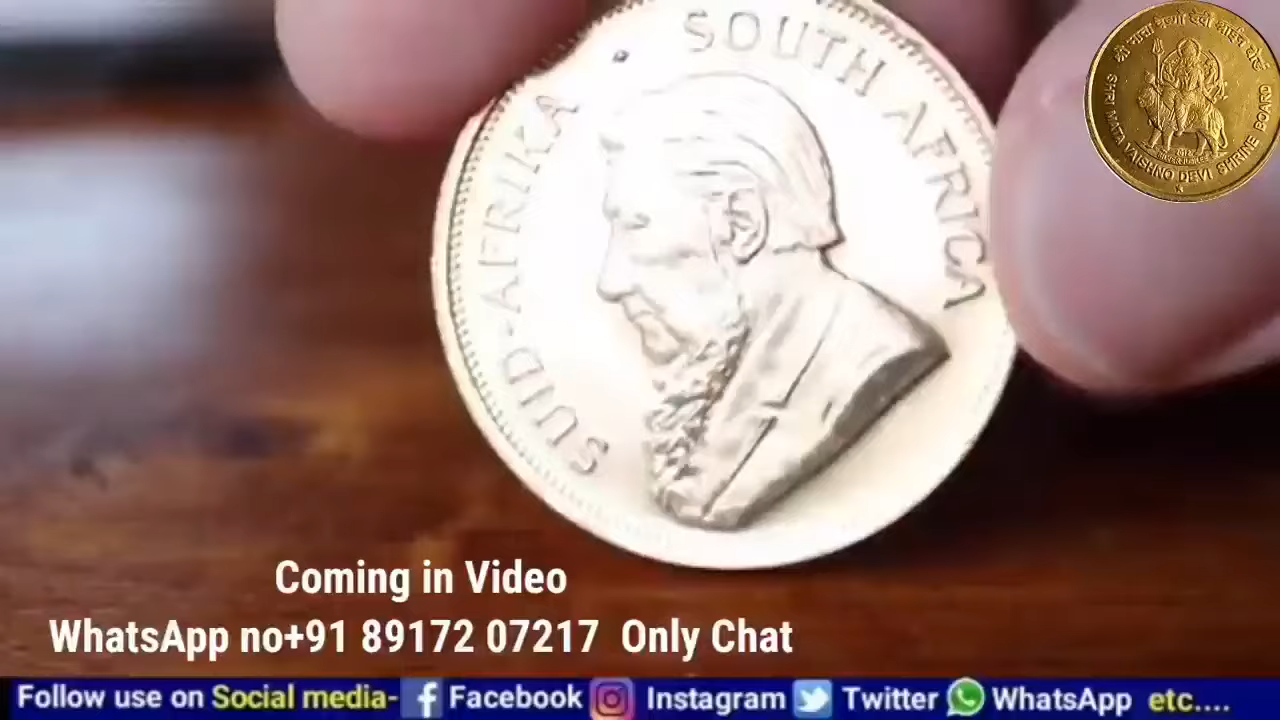 SUID-AFRIKA
SOUTH AFRICA
श्री माता वैष्णो देवी श्राईन बोर्ड
SHRI MATA VAISHNO DEVI SHRINE BOARD
Coming in Video
WhatsApp no+91 89172 07217 Only Chat
Follow use on Social media- Facebook Instagram Twitter WhatsApp etc....